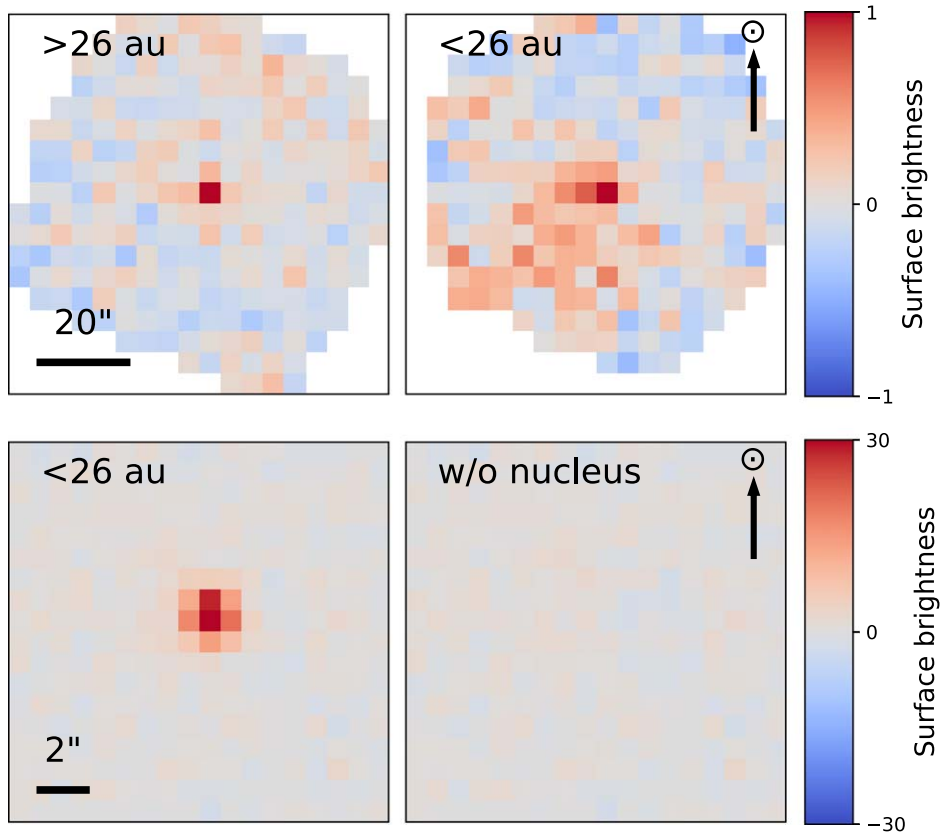 >26 au
<26 au
20"
1
0
−1
Surface brightness
<26 au
w/o nucleus
2"
30
0
−30
Surface brightness